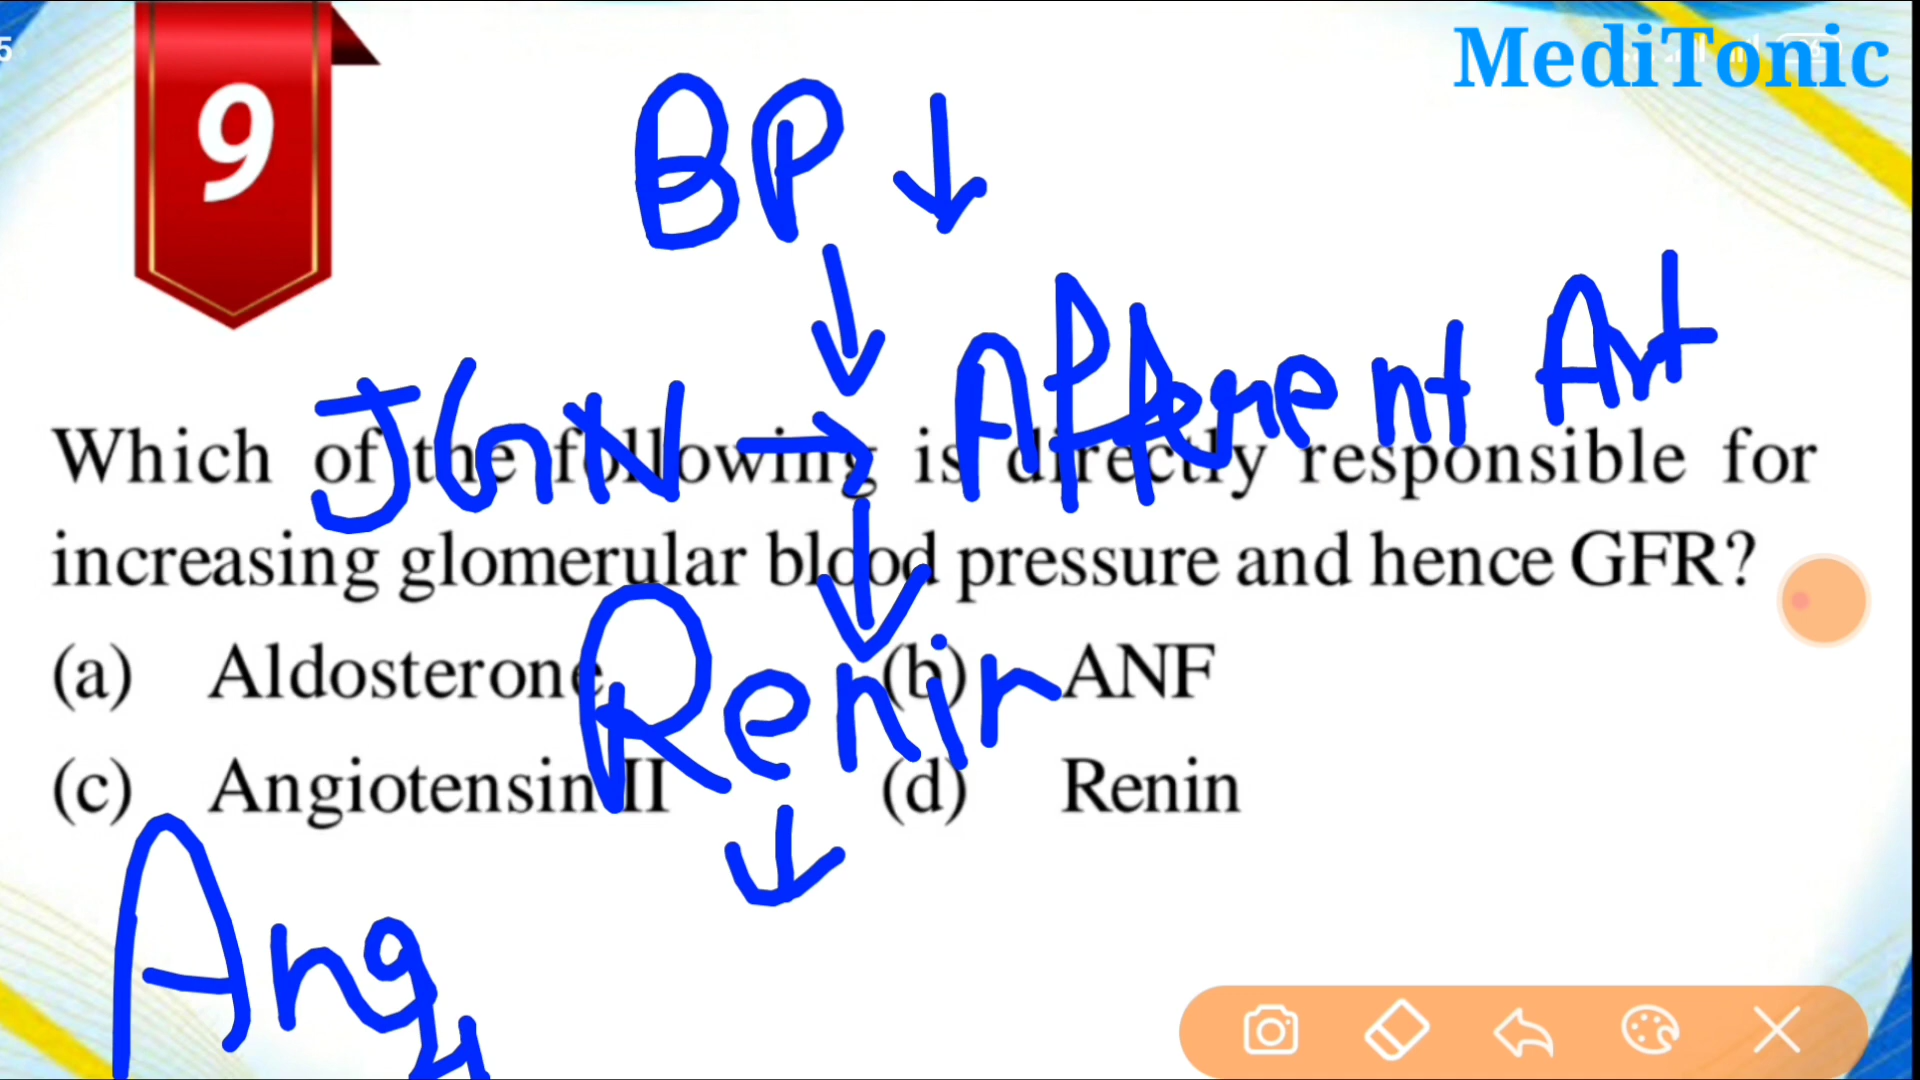 5
MediTonic
9
BP ↓
↓
JGN → Afferent Art
Which of the following is directly responsible for
increasing glomerular blood pressure and hence GFR?
↓
Renin
(a) Aldosterone (b) ANF
(c) Angiotensin II (d) Renin
↓
Ang